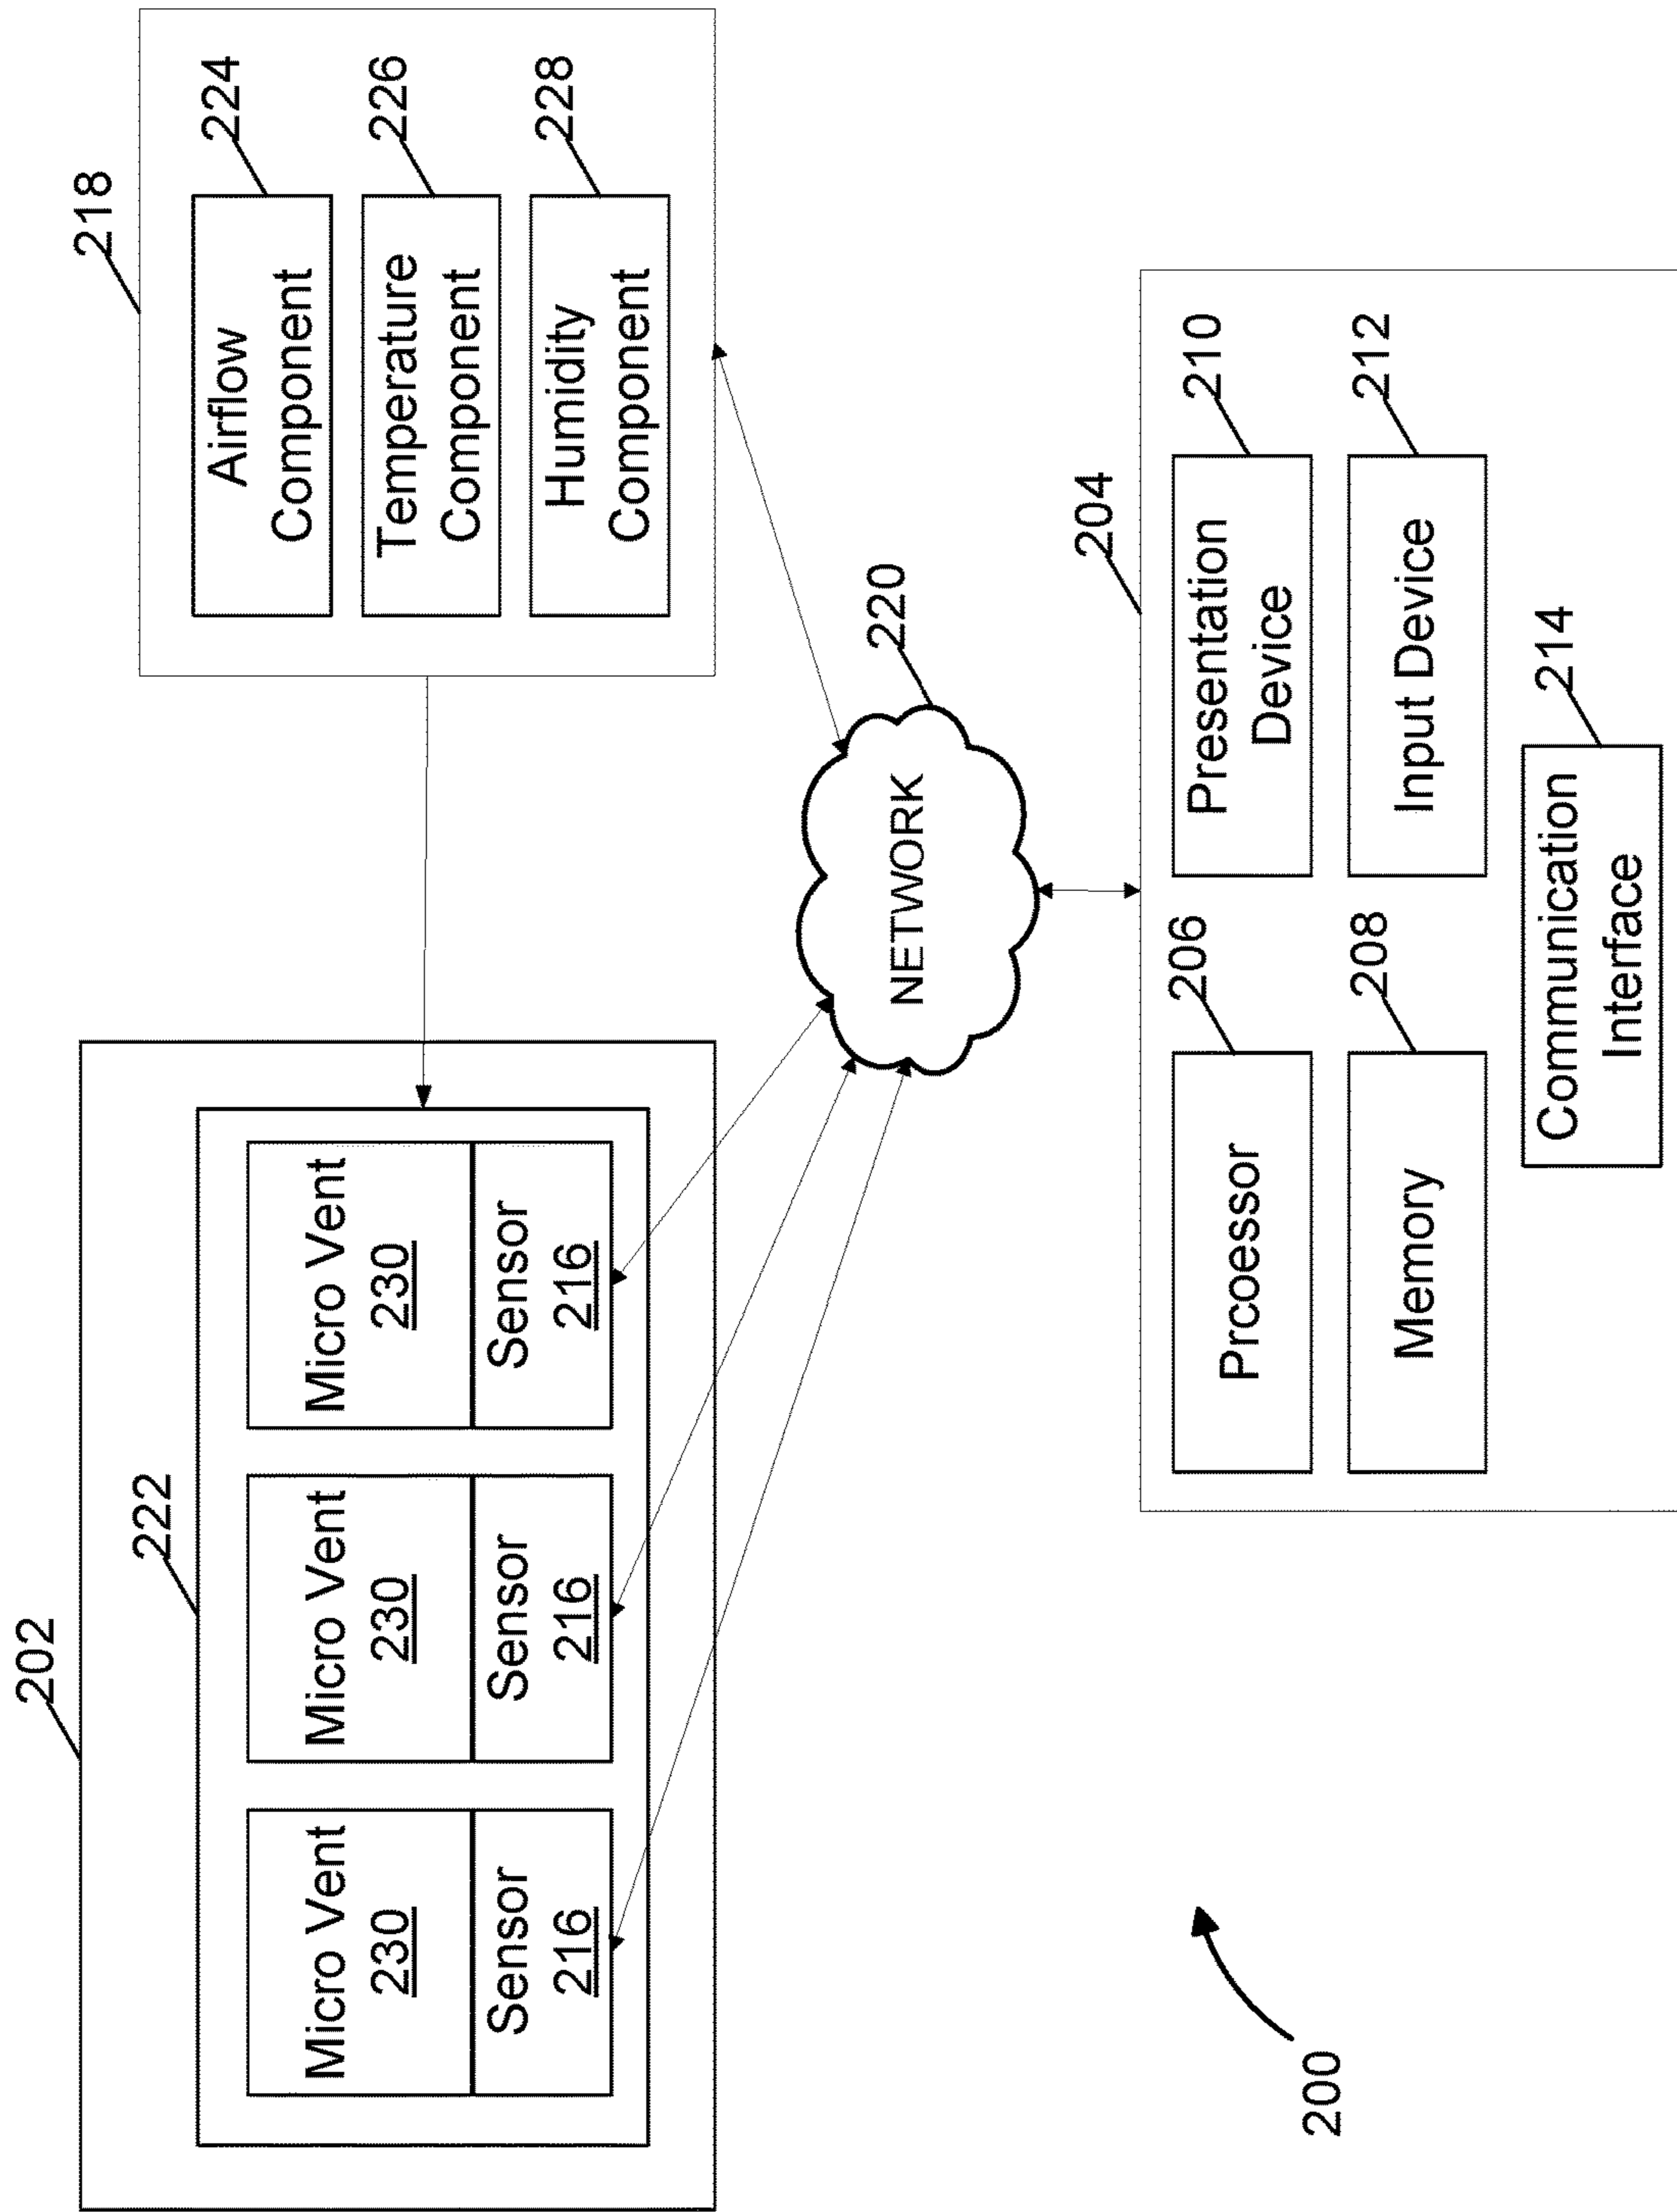 202
222
Micro Vent
230
Sensor
216
Micro Vent
230
Sensor
216
Micro Vent
230
Sensor
216
218
Airflow
Component
224
Temperature
Component
226
Humidity
Component
228
NETWORK
220
204
Prcoessor
206
Presentation
Device
210
Memory
208
Input Device
212
Communication
Interface
214
200